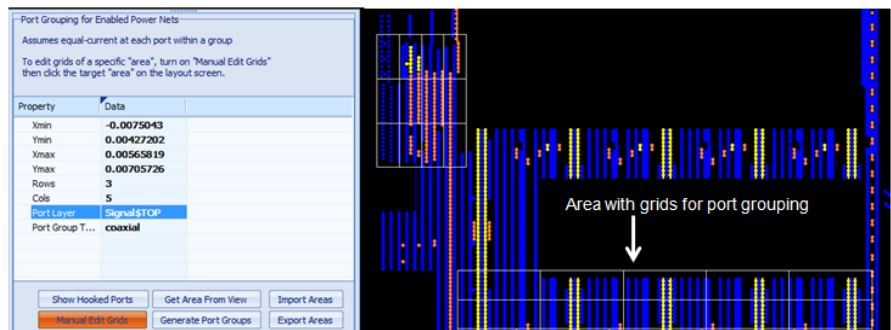 Port Grouping for Enabled Power Nets
Assumes equal-current at each port within a group
To edit grids of a specific "area", turn on "Manual Edit Grids"
then click the target "area" on the layout screen.
Property Data
Xmin -0.0075043
Ymin 0.00427202
Xmax 0.00565819
Ymax 0.00705726
Rows 3
Cols 5
Port Layer Signal$TOP
Port Group T... coaxial
Show Hooked Ports Get Area From View Import Areas
Manual Edit Grids Generate Port Groups Export Areas
Area with grids for port grouping